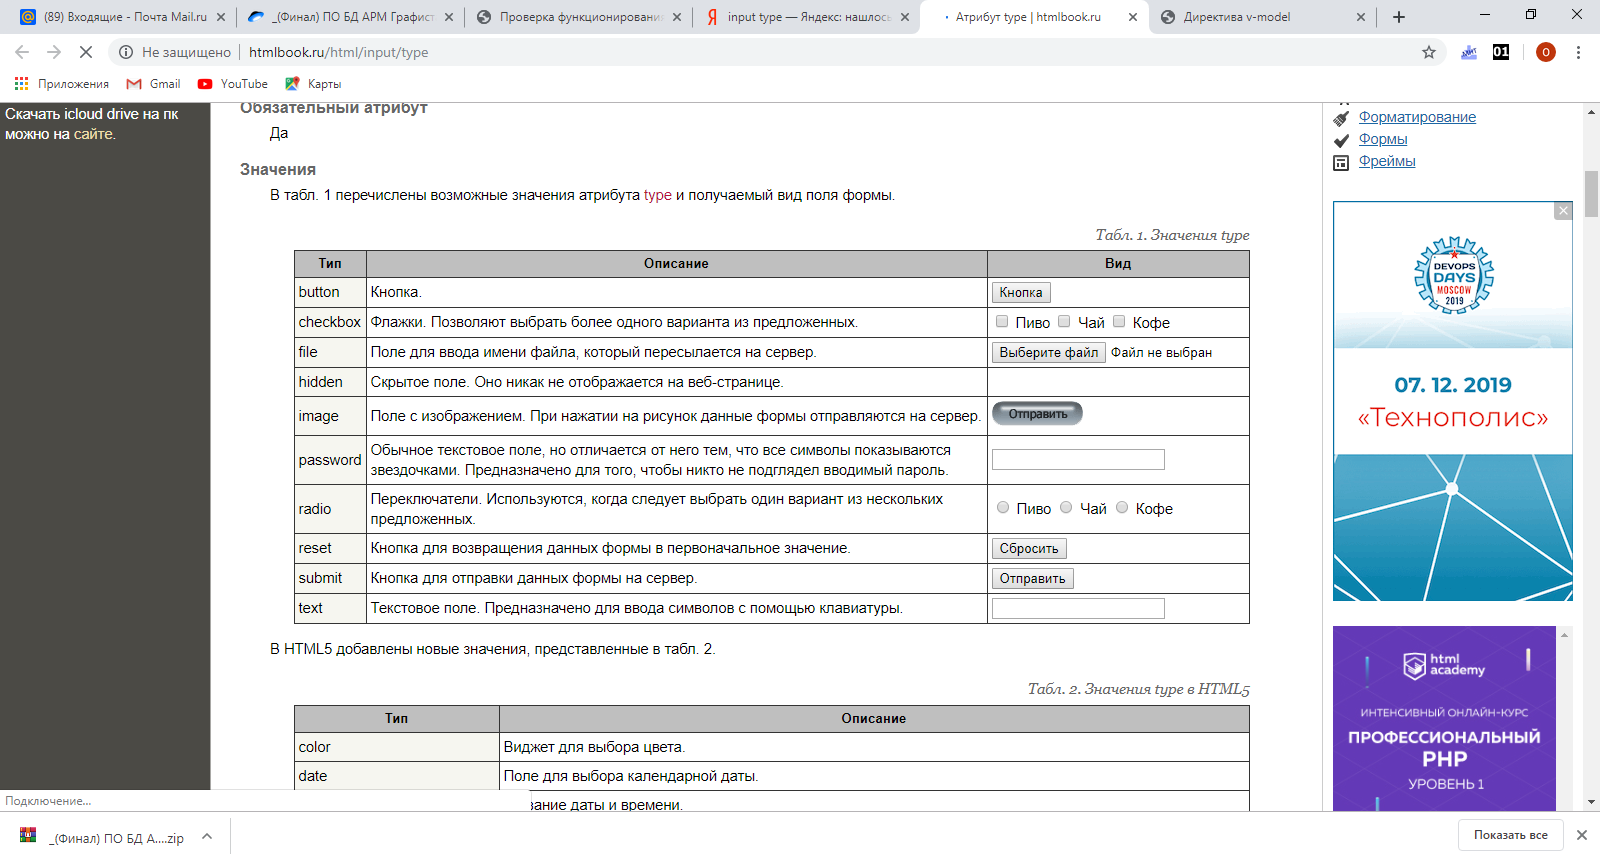 (89) Входящие - Почта Mail.ru
_(Финал) ПО БД АРМ Графист
Проверка функционирования
input type — Яндекс: нашлось
Атрибут type | htmlbook.ru
Директива v-model
Не защищено
htmlbook.ru/html/input/type
01
О
Приложения
Gmail
YouTube
Карты
Скачать icloud drive на пк
можно на сайте.
Обязательный атрибут
Да
Значения
В табл. 1 перечислены возможные значения атрибута type и получаемый вид поля формы.
Табл. 1. Значения type
Тип Описание Вид
button Кнопка. Кнопка
checkbox Флажки. Позволяют выбрать более одного варианта из предложенных. Пиво Чай Кофе
file Поле для ввода имени файла, который пересылается на сервер. Выберите файл Файл не выбран
hidden Скрытое поле. Оно никак не отображается на веб-странице.
image Поле с изображением. При нажатии на рисунок данные формы отправляются на сервер. Отправить
password Обычное текстовое поле, но отличается от него тем, что все символы показываются
звездочками. Предназначено для того, чтобы никто не подглядел вводимый пароль.
radio Переключатели. Используются, когда следует выбрать один вариант из нескольких
предложенных. Пиво Чай Кофе
reset Кнопка для возвращения данных формы в первоначальное значение. Сбросить
submit Кнопка для отправки данных формы на сервер. Отправить
text Текстовое поле. Предназначено для ввода символов с помощью клавиатуры.
В HTML5 добавлены новые значения, представленные в табл. 2.
Табл. 2. Значения type в HTML5
Тип Описание
color Виджет для выбора цвета.
date Поле для выбора календарной даты.
даты и времени.
Форматирование
Формы
Фреймы
DEVOPS
DAYS
MOSCOW
2019
07. 12. 2019
«Технополис»
html
academy
ИНТЕНСИВНЫЙ ОНЛАЙН-КУРС
ПРОФЕССИОНАЛЬНЫЙ
PHP
УРОВЕНЬ 1
Подключение...
_(Финал) ПО БД А....zip
Показать все